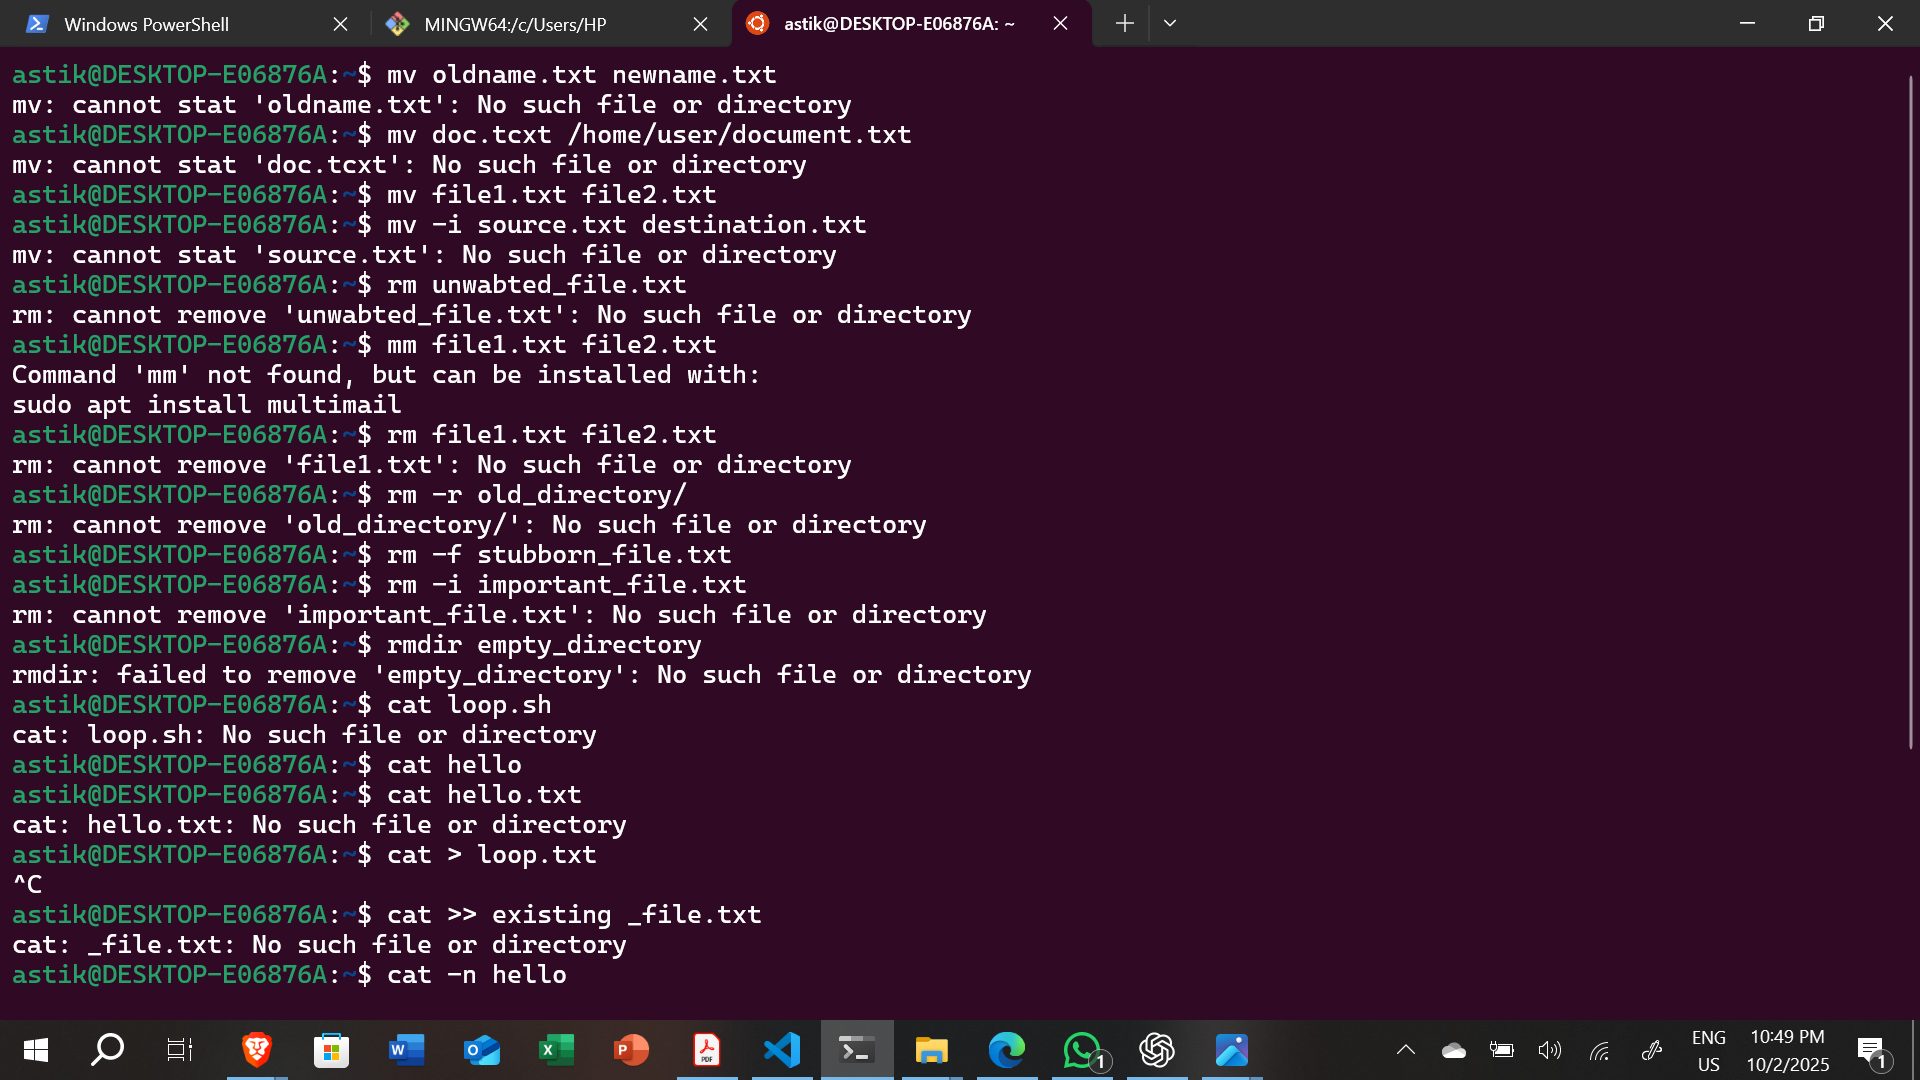 Windows PowerShell
MINGW64:/c/Users/HP
astik@DESKTOP-E06876A: ~
astik@DESKTOP-E06876A:~$ mv oldname.txt newname.txt
mv: cannot stat 'oldname.txt': No such file or directory
astik@DESKTOP-E06876A:~$ mv doc.tcxt /home/user/document.txt
mv: cannot stat 'doc.tcxt': No such file or directory
astik@DESKTOP-E06876A:~$ mv file1.txt file2.txt
astik@DESKTOP-E06876A:~$ mv -i source.txt destination.txt
mv: cannot stat 'source.txt': No such file or directory
astik@DESKTOP-E06876A:~$ rm unwabted_file.txt
rm: cannot remove 'unwabted_file.txt': No such file or directory
astik@DESKTOP-E06876A:~$ mm file1.txt file2.txt
Command 'mm' not found, but can be installed with:
sudo apt install multimail
astik@DESKTOP-E06876A:~$ rm file1.txt file2.txt
rm: cannot remove 'file1.txt': No such file or directory
astik@DESKTOP-E06876A:~$ rm -r old_directory/
rm: cannot remove 'old_directory/': No such file or directory
astik@DESKTOP-E06876A:~$ rm -f stubborn_file.txt
astik@DESKTOP-E06876A:~$ rm -i important_file.txt
rm: cannot remove 'important_file.txt': No such file or directory
astik@DESKTOP-E06876A:~$ rmdir empty_directory
rmdir: failed to remove 'empty_directory': No such file or directory
astik@DESKTOP-E06876A:~$ cat loop.sh
cat: loop.sh: No such file or directory
astik@DESKTOP-E06876A:~$ cat hello
astik@DESKTOP-E06876A:~$ cat hello.txt
cat: hello.txt: No such file or directory
astik@DESKTOP-E06876A:~$ cat > loop.txt
^C
astik@DESKTOP-E06876A:~$ cat >> existing _file.txt
cat: _file.txt: No such file or directory
astik@DESKTOP-E06876A:~$ cat -n hello
W
O
X
P
PDF
1
ENG
US
10:49 PM
10/2/2025
1